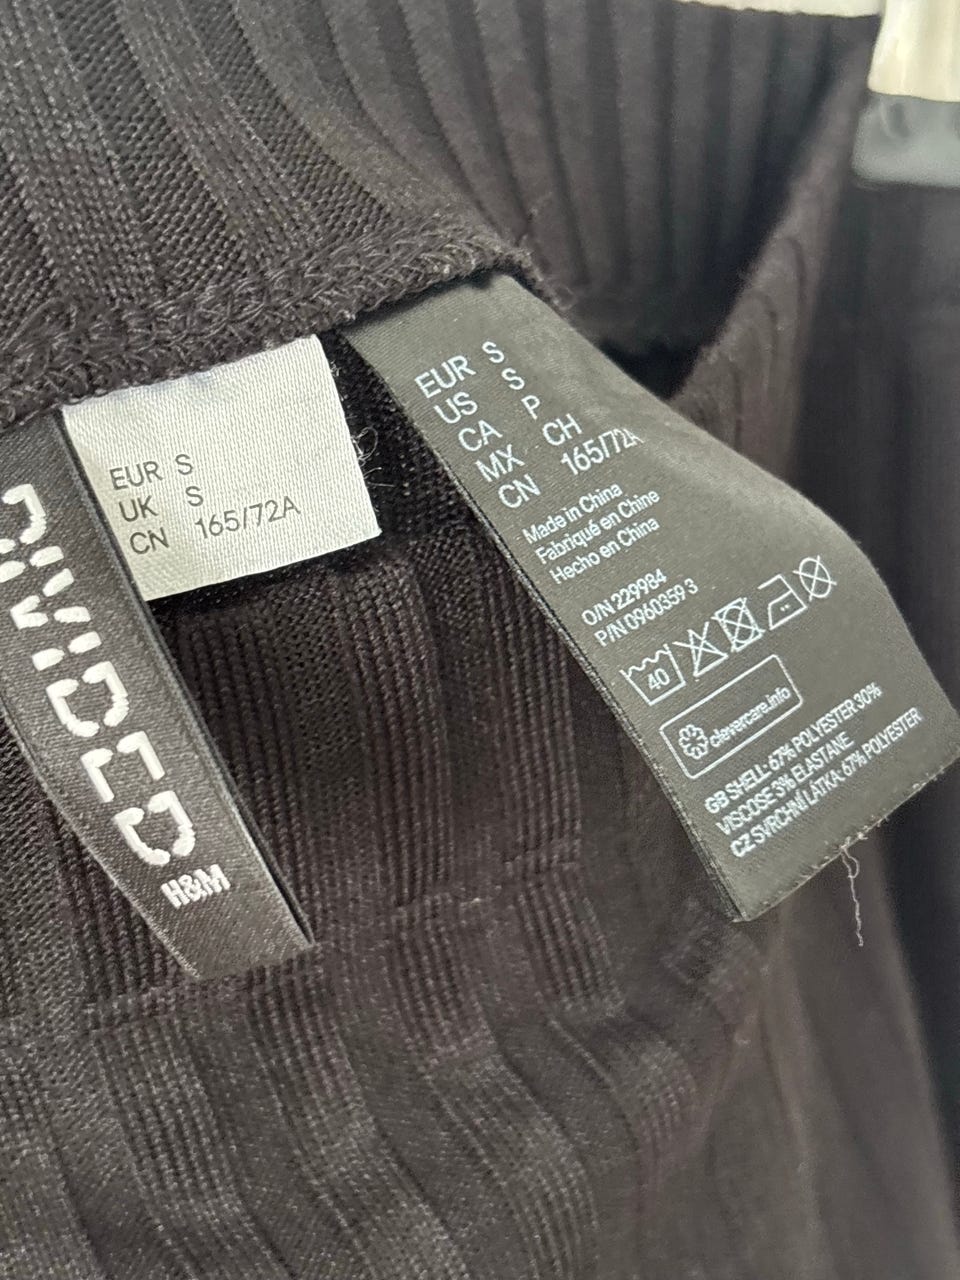 DIVIDED
H&M
EUR S
UK S
CN 165/72A
EUR S
US S
CA P
MX CH
CN 165/72A
Made in China
Fabriqué en Chine
Hecho en China
O/N 229984
P/N 0960359 3
40
clevercare.info
GB SHELL: 67% POLYESTER 30%
VISCOSE 3% ELASTANE
CZ SVRCHNÍ LÁTKA: 67% POLYESTER